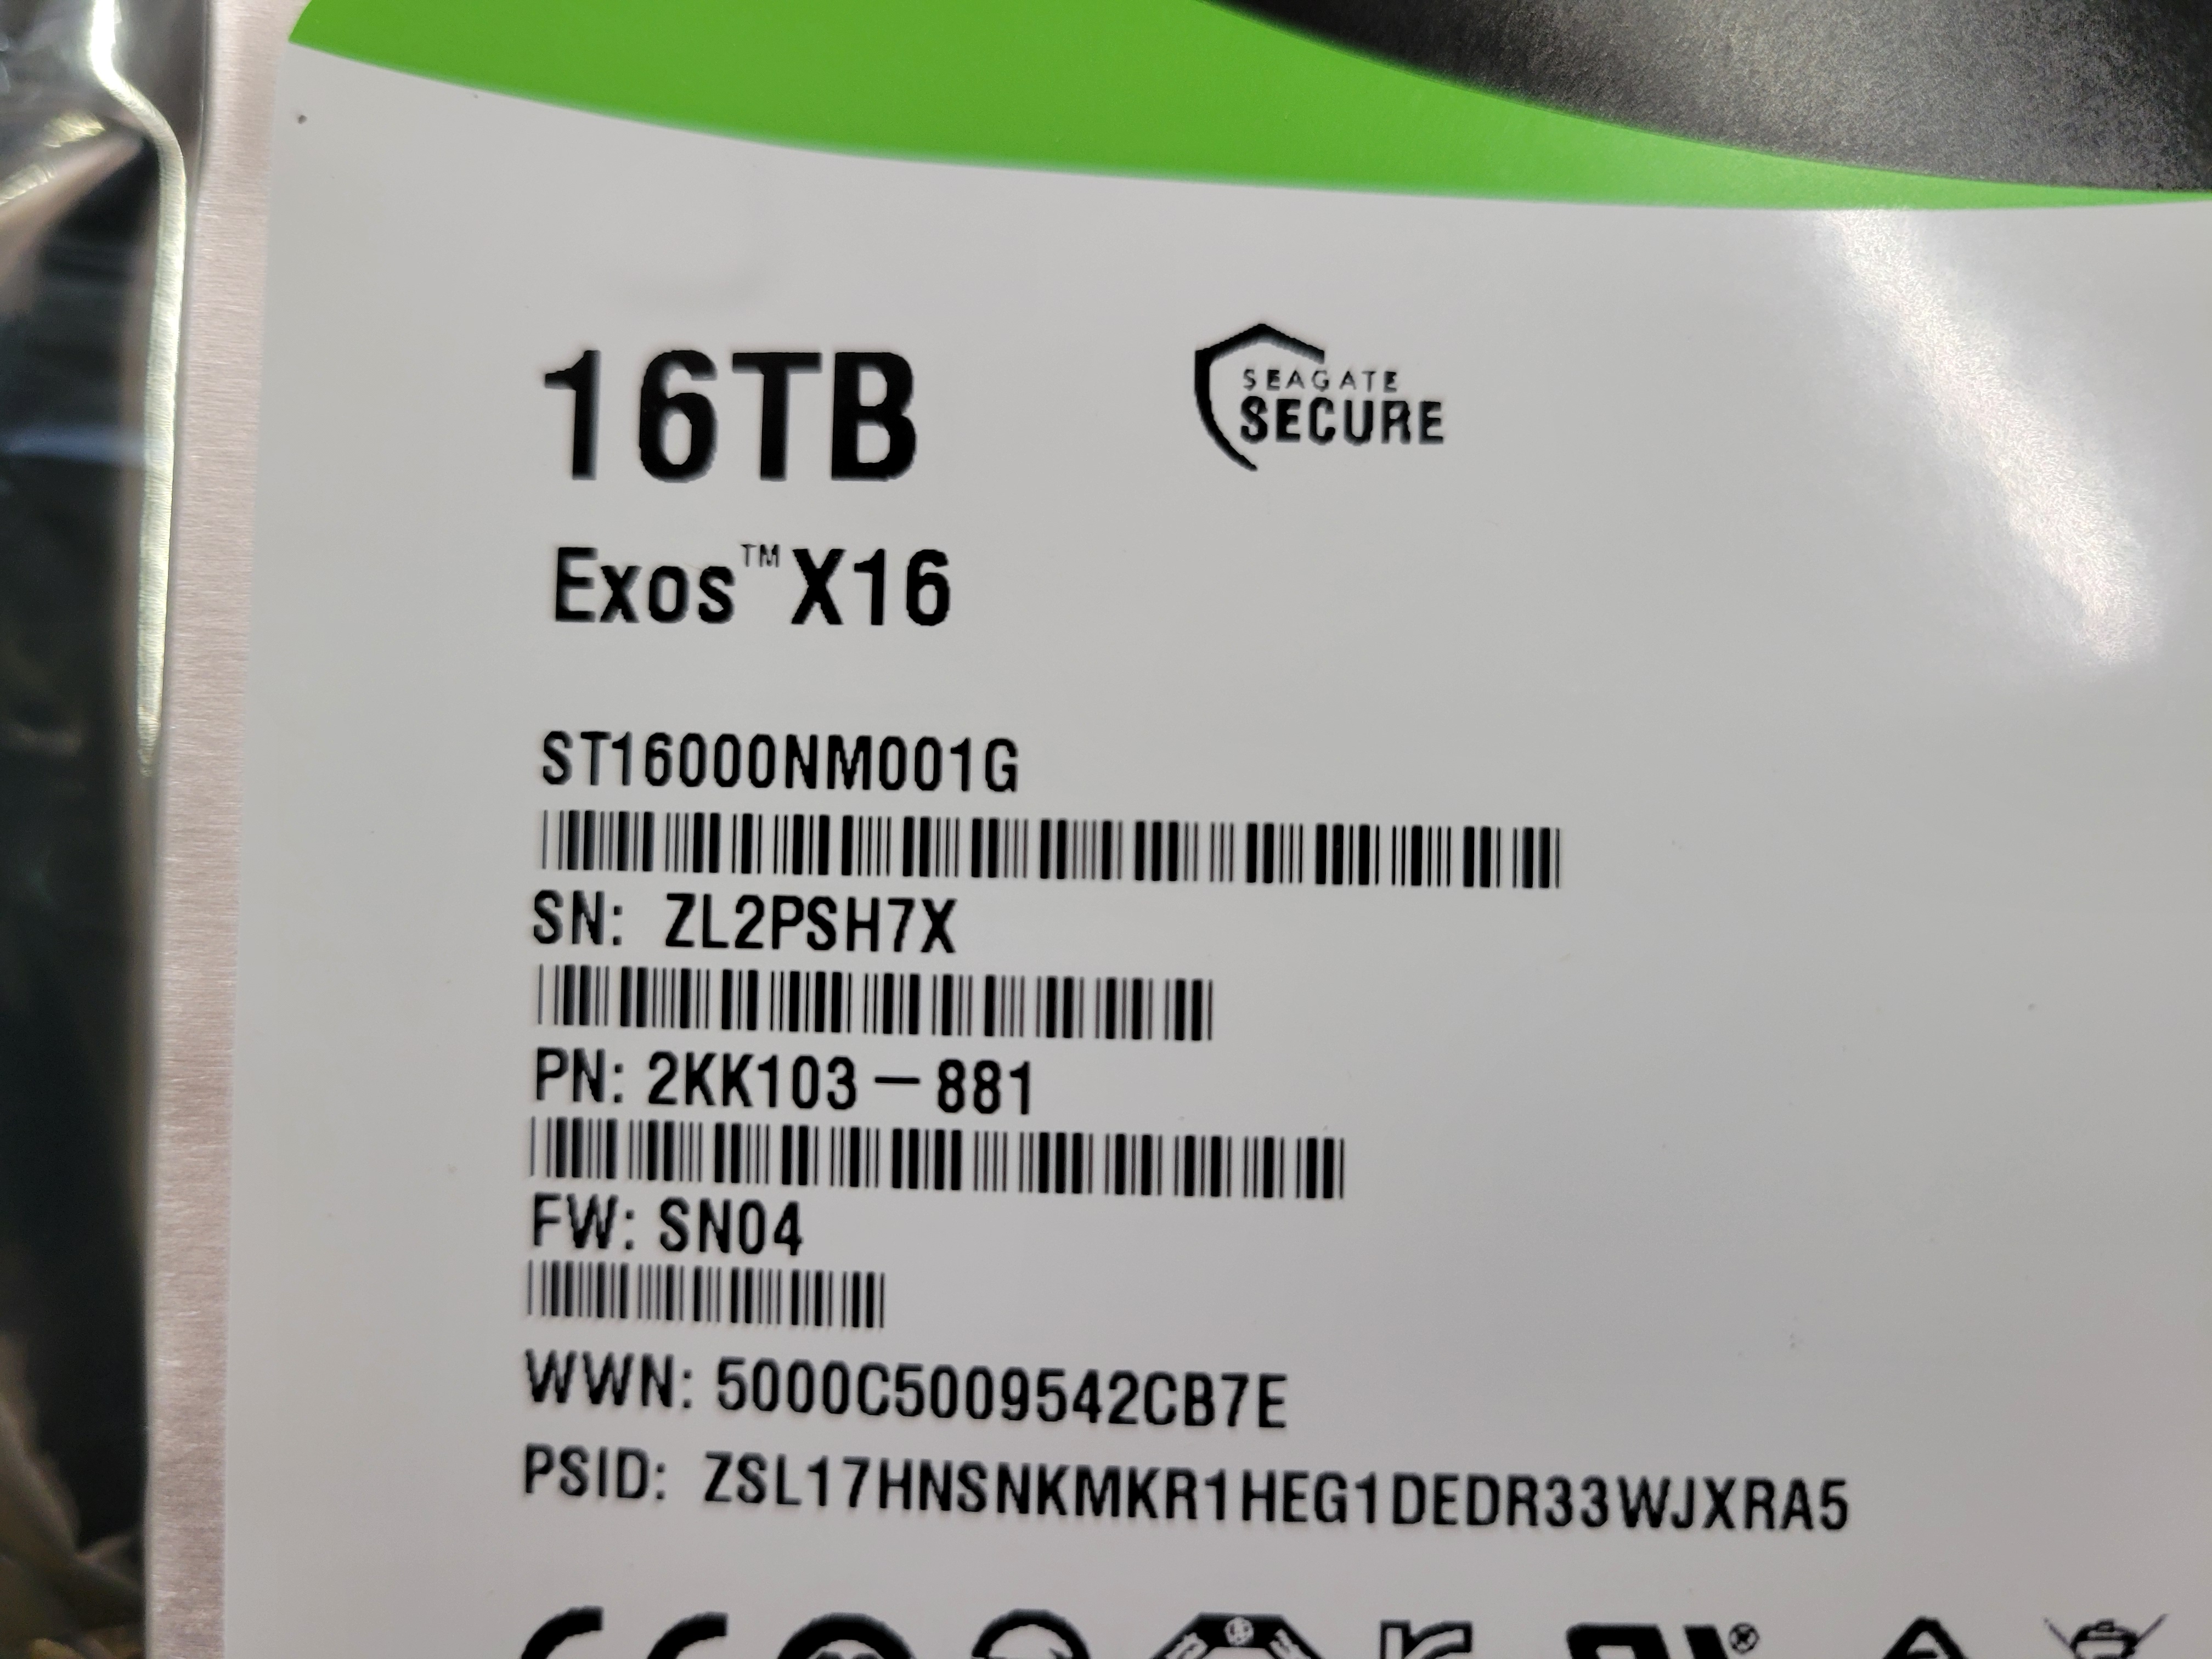 16TB
SEAGATE
SECURE
Exos™ X16
ST16000NM001G
SN: ZL2PSH7X
PN: 2KK103-881
FW: SN04
WWN: 5000C5009542CB7E
PSID: ZSL17HNSNKMKR1HEG1DEDR33WJXRA5